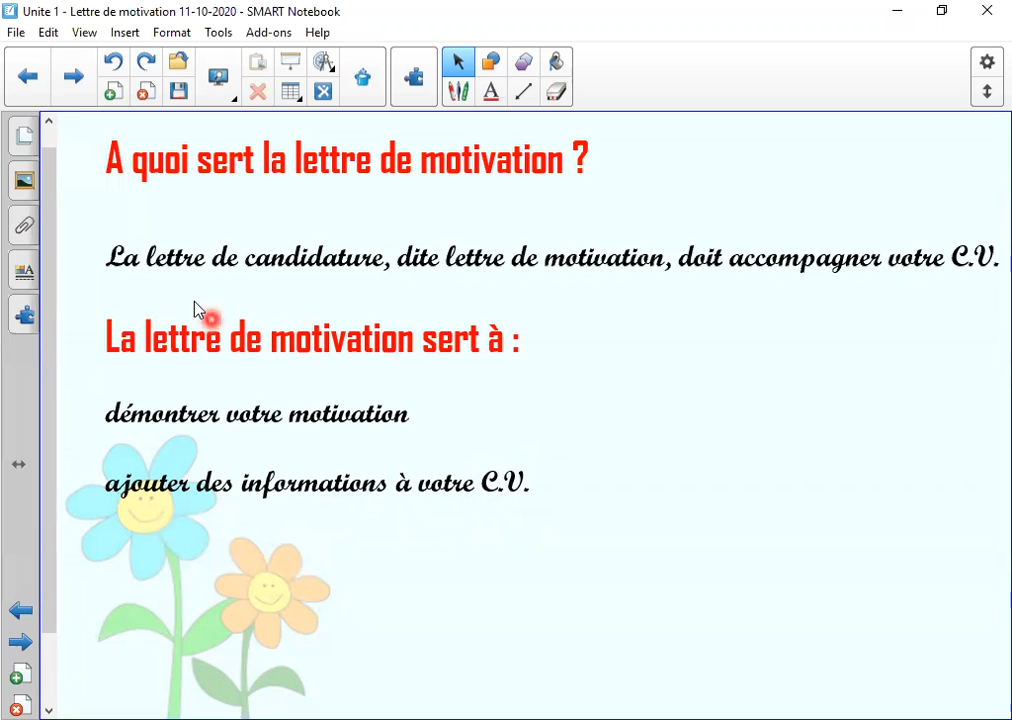 Unite 1 - Lettre de motivation 11-10-2020 - SMART Notebook
File Edit View Insert Format Tools Add-ons Help
A quoi sert la lettre de motivation ?
La lettre de candidature, dite lettre de motivation, doit accompagner votre C.V.
La lettre de motivation sert à :
démontrer votre motivation
ajouter des informations à votre C.V.